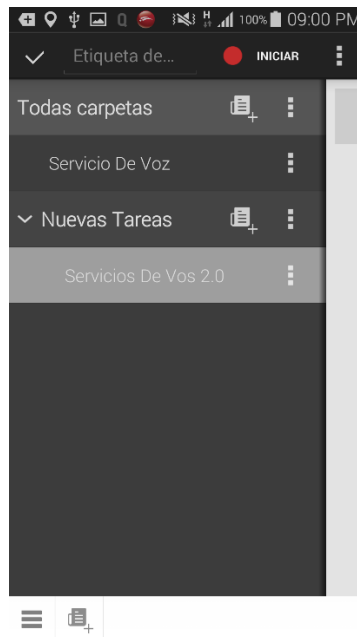 H 100% 09:00 PM
Etiqueta de... INICIAR
Todas carpetas
Servicio De Voz
Nuevas Tareas
Servicios De Vos 2.0